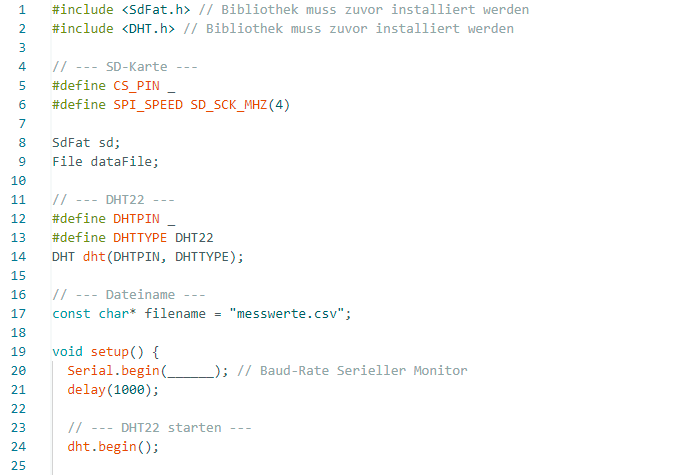 1 #include <SdFat.h> // Bibliothek muss zuvor installiert werden
2 #include <DHT.h> // Bibliothek muss zuvor installiert werden
3
4 // --- SD-Karte ---
5 #define CS_PIN _
6 #define SPI_SPEED SD_SCK_MHZ(4)
7
8 SdFat sd;
9 File dataFile;
10
11 // --- DHT22 ---
12 #define DHTPIN _
13 #define DHTTYPE DHT22
14 DHT dht(DHTPIN, DHTTYPE);
15
16 // --- Dateiname ---
17 const char* filename = "messwerte.csv";
18
19 void setup() {
20   Serial.begin(______); // Baud-Rate Serieller Monitor
21   delay(1000);
22
23   // --- DHT22 starten ---
24   dht.begin();
25